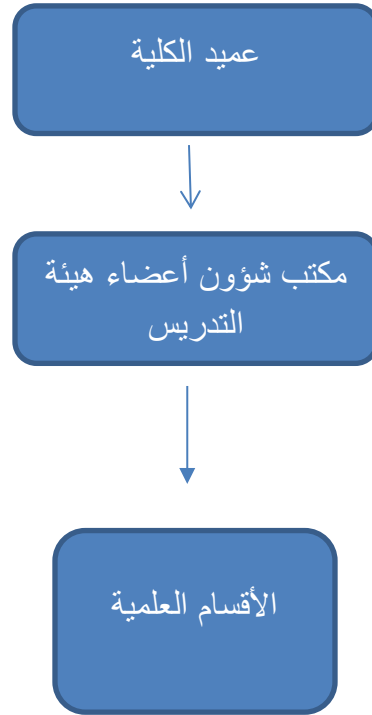 عميد الكلية
مكتب شؤون أعضاء هيئة
التدريس
الأقسام العلمية